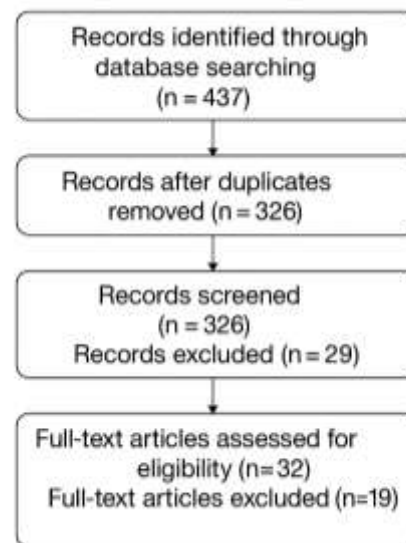 Records identified through
database searching
(n = 437)
Records after duplicates
removed (n = 326)
Records screened
(n = 326)
Records excluded (n = 29)
Full-text articles assessed for
eligibility (n=32)
Full-text articles excluded (n=19)